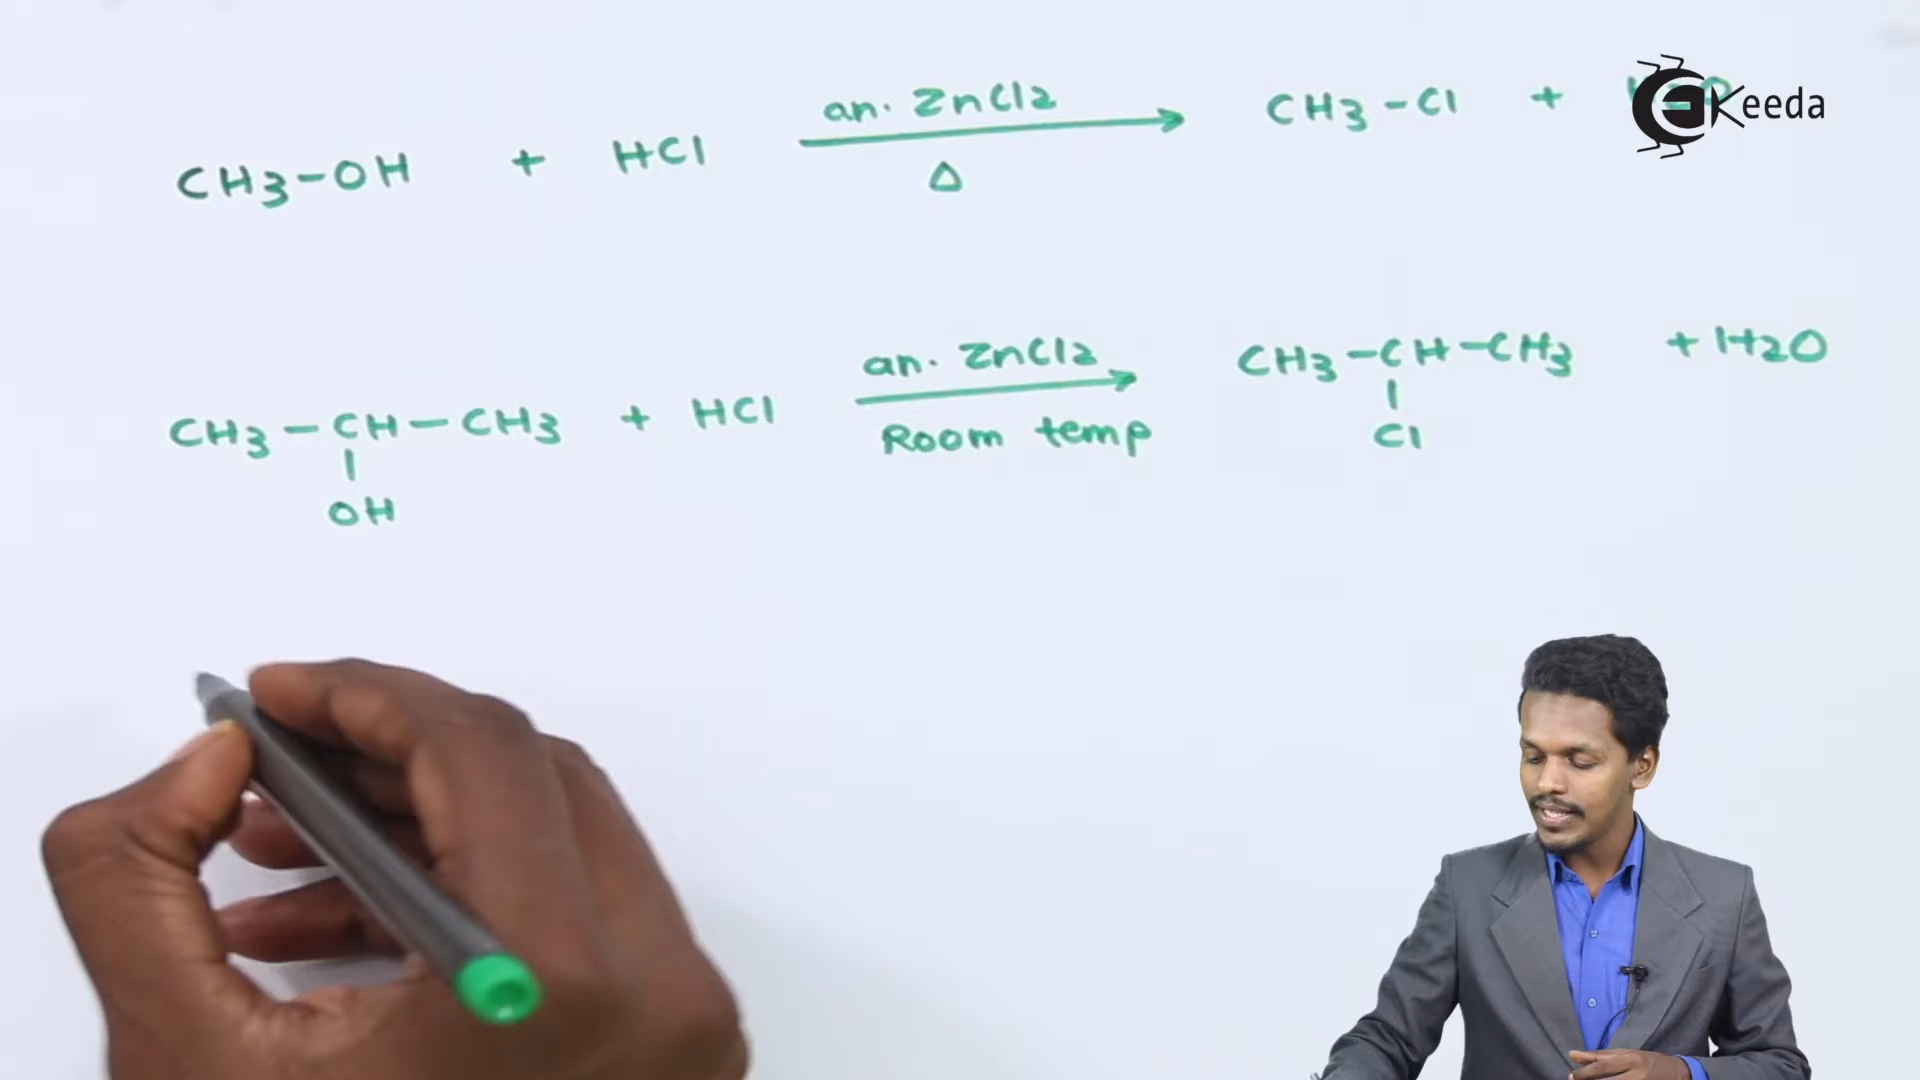 CH3-OH + HCl an. ZnCl2 Δ CH3-Cl +
Keeda
CH3-CH-CH3 + HCl an. ZnCl2 Room temp CH3-CH-CH3 + H2O
OH
Cl